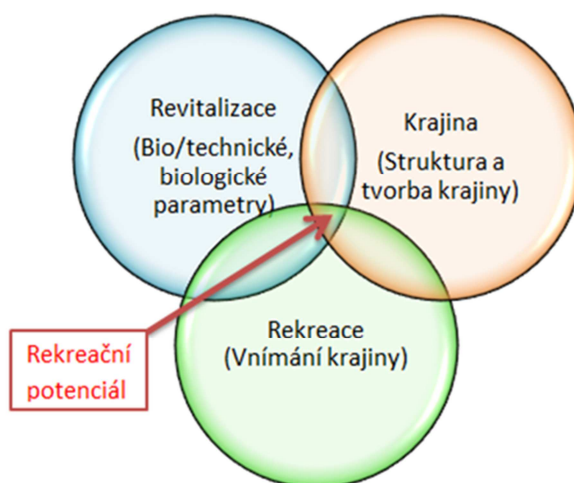 Revitalizace
(Bio/technické,
biologické
parametry)
Krajina
(Struktura a
tvorba krajiny)
Rekreace
(Vnímání krajiny)
Rekreační
potenciál